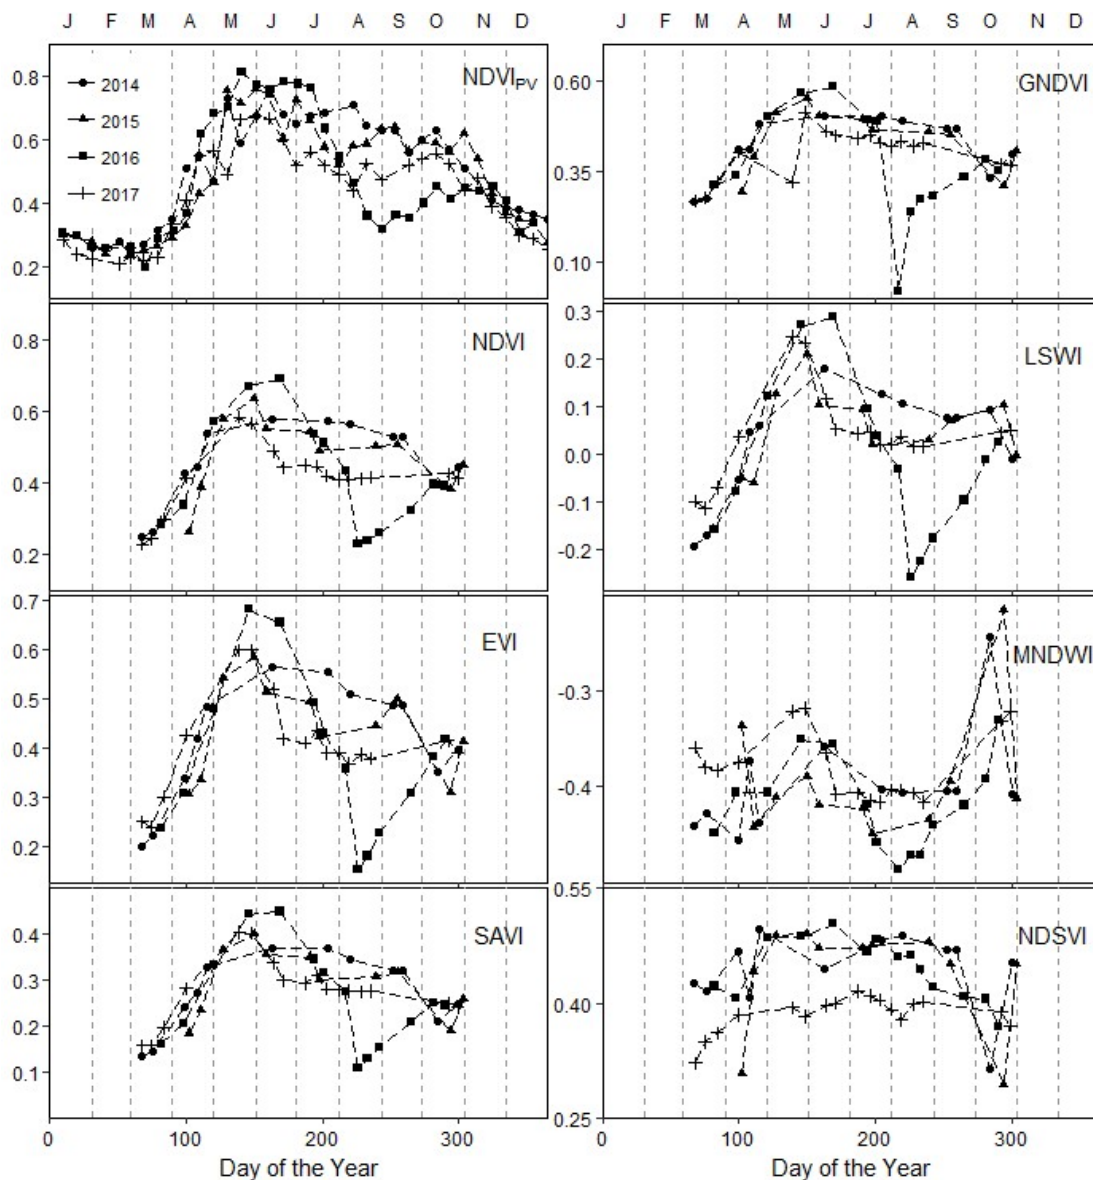 J F M A M J J A S O N D
J F M A M J J A S O N D
NDVIPV
2014
2015
2016
2017
0.8
0.6
0.4
0.2
GNDVI
0.60
0.35
0.10
NDVI
0.8
0.6
0.4
0.2
LSWI
0.3
0.2
0.1
0.0
-0.1
-0.2
EVI
0.7
0.6
0.5
0.4
0.3
0.2
MNDWI
-0.3
-0.4
SAVI
0.4
0.3
0.2
0.1
NDSVI
0.55
0.40
0.25
0 100 200 300
0 100 200 300
Day of the Year
Day of the Year